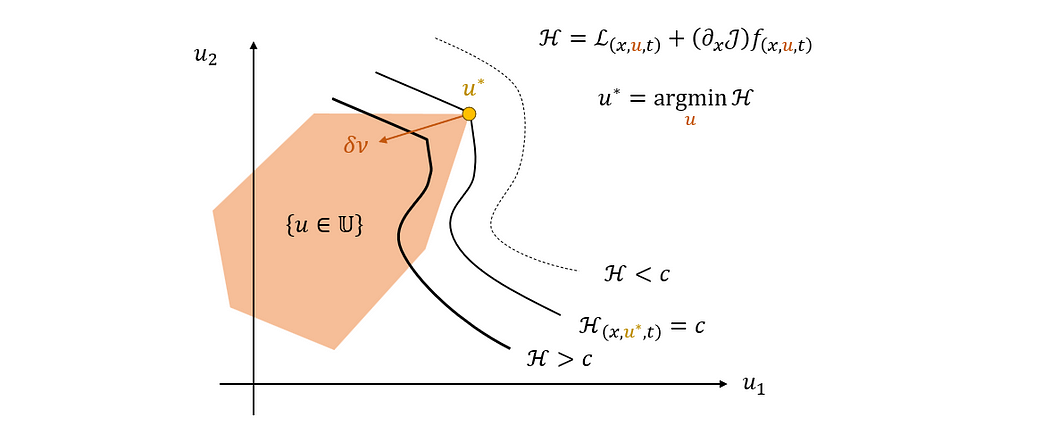 ℋ = ℒ(x,u,t) + (∂ₓ𝒥)f(x,u,t)
u₂
u* = argmin ℋ
u
u*
δν
{u ∈ 𝕌}
ℋ < c
ℋ(x,u*,t) = c
ℋ > c
u₁